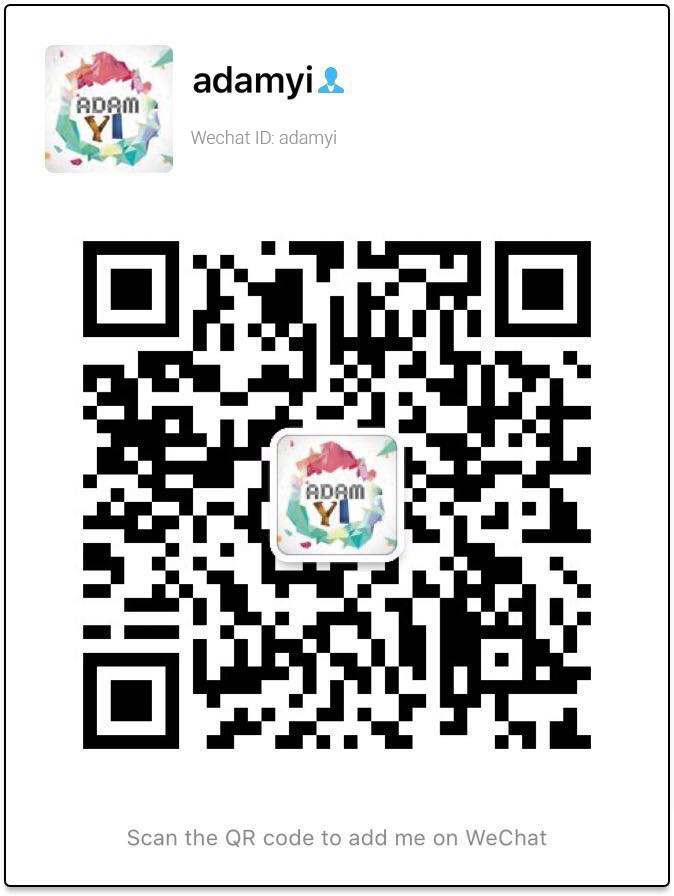 ADAM
YI
adamyi
Wechat ID: adamyi
ADAM
YI
Scan the QR code to add me on WeChat